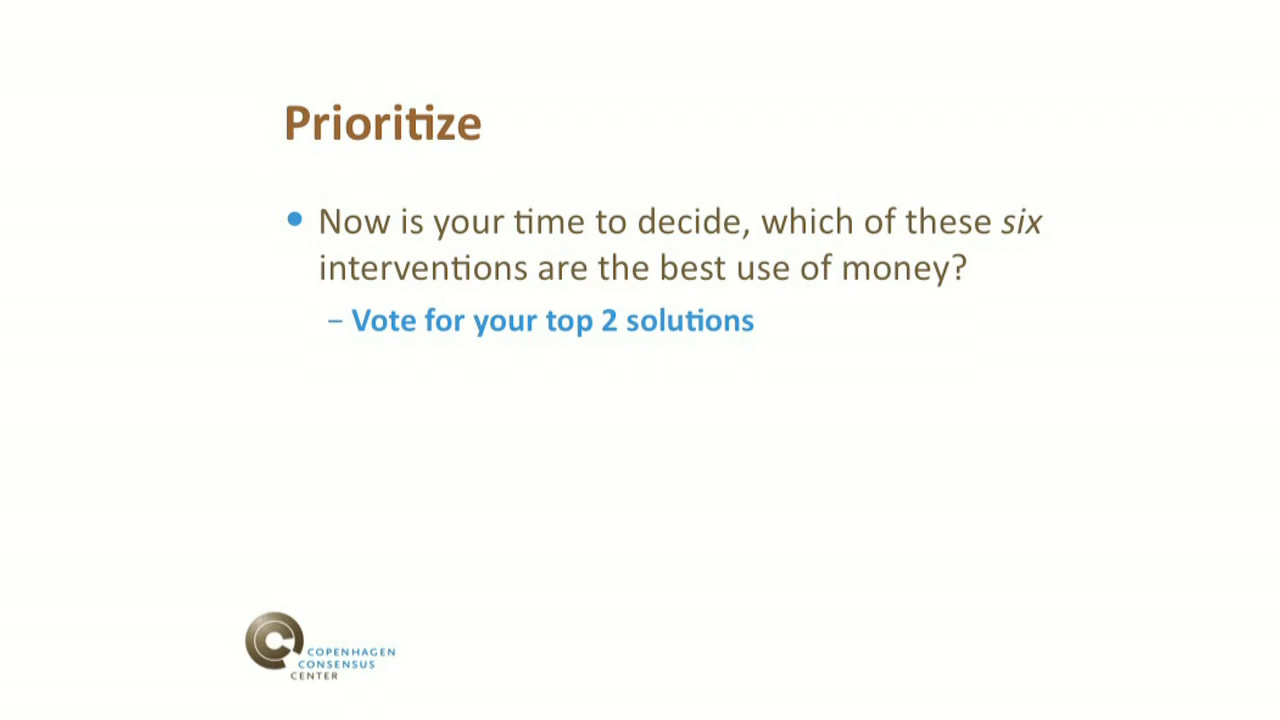 Prioritize
• Now is your time to decide, which of these six
interventions are the best use of money?
– Vote for your top 2 solutions
COPENHAGEN
CONSENSUS
CENTER